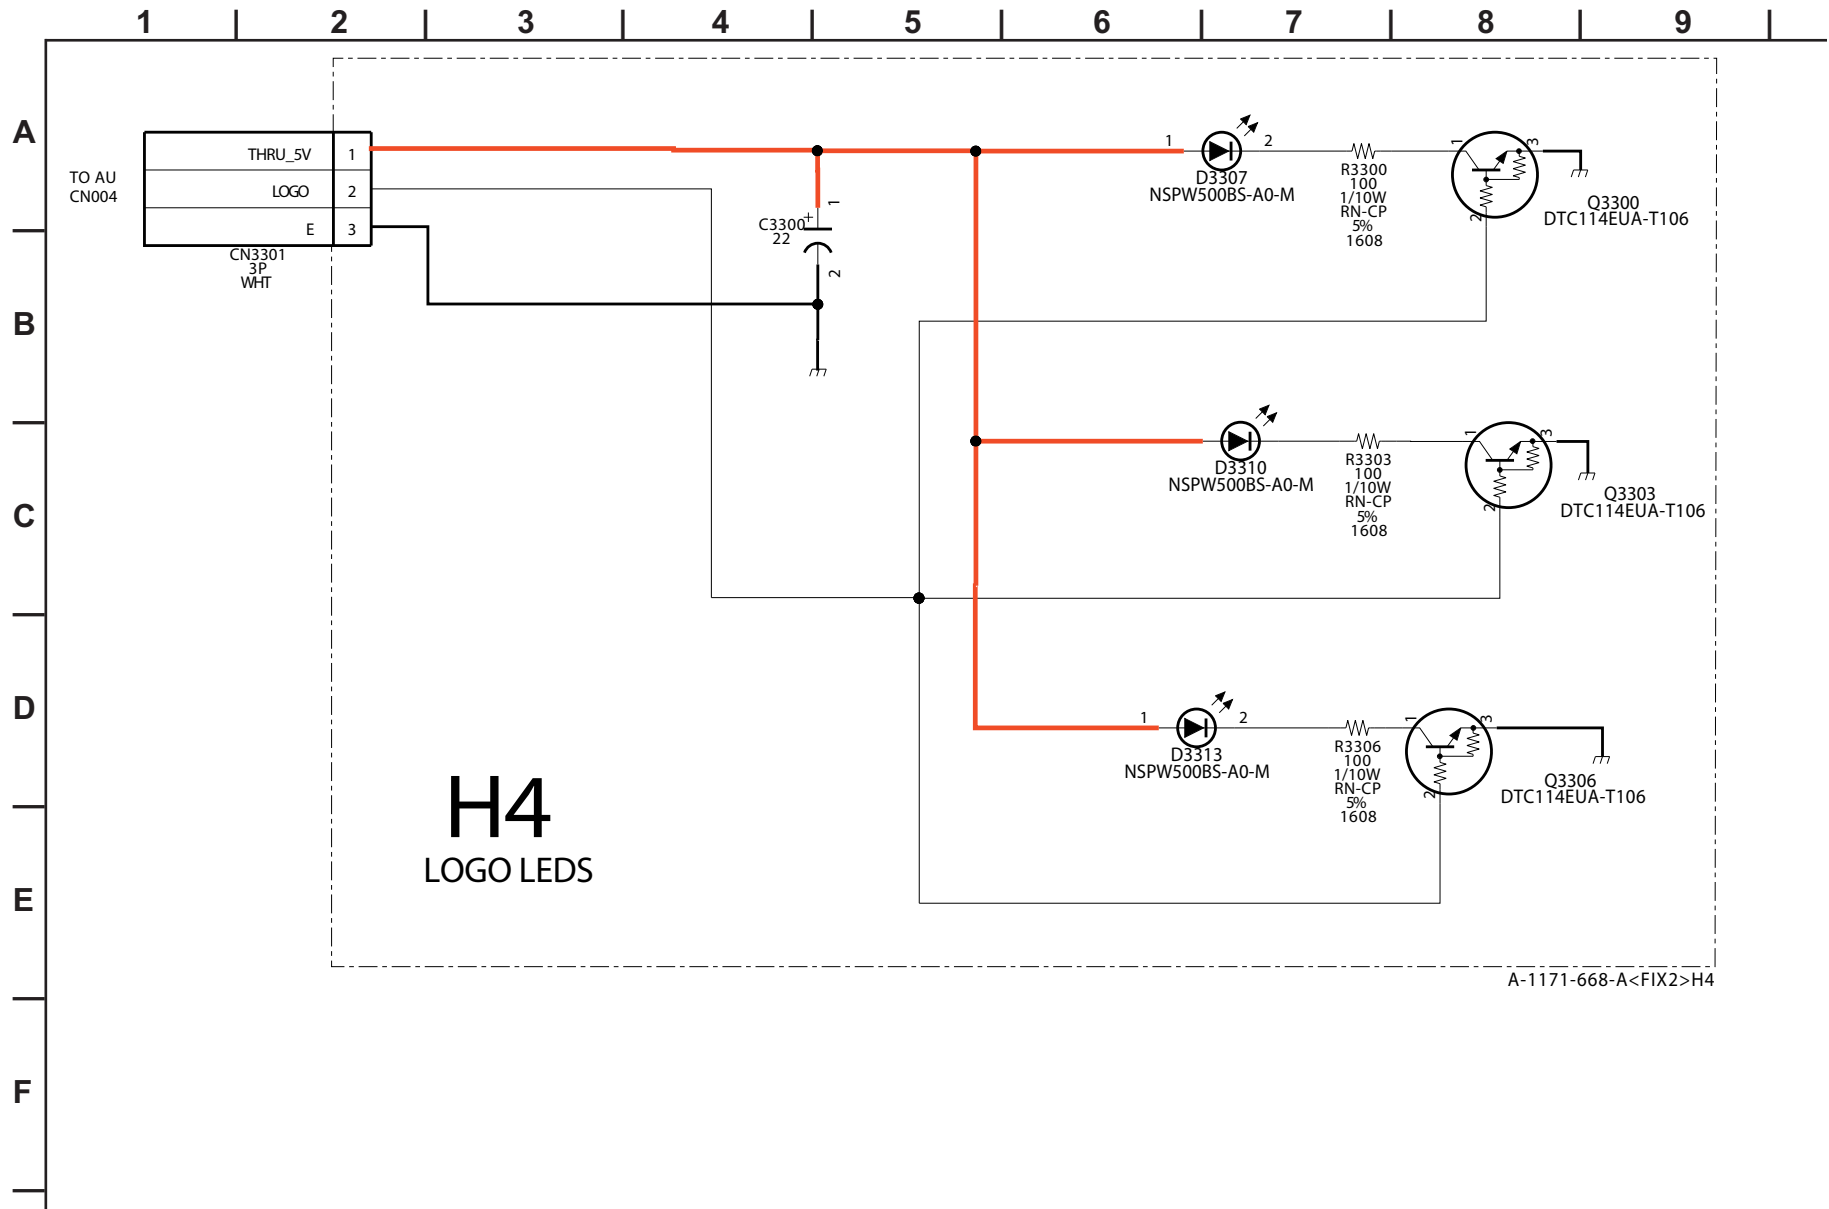 1 2 3 4 5 6 7 8 9
A
B
C
D
E
F
TO AU
CN004
THRU_5V 1
LOGO 2
E 3
CN3301
3P
WHT
C3300
22
+
1
2
1 2
D3307
NSPW500BS-A0-M
R3300
100
1/10W
RN-CP
5%
1608
1
2
3
Q3300
DTC114EUA-T106
D3310
NSPW500BS-A0-M
R3303
100
1/10W
RN-CP
5%
1608
1
2
3
Q3303
DTC114EUA-T106
1 2
D3313
NSPW500BS-A0-M
R3306
100
1/10W
RN-CP
5%
1608
1
2
3
Q3306
DTC114EUA-T106
H4
LOGO LEDS
A-1171-668-A<FIX2>H4